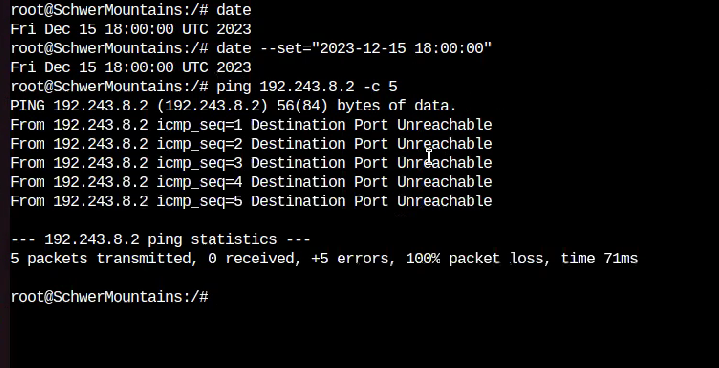 root@SchwerMountains:/# date
Fri Dec 15 18:00:00 UTC 2023
root@SchwerMountains:/# date --set="2023-12-15 18:00:00"
Fri Dec 15 18:00:00 UTC 2023
root@SchwerMountains:/# ping 192.243.8.2 -c 5
PING 192.243.8.2 (192.243.8.2) 56(84) bytes of data.
From 192.243.8.2 icmp_seq=1 Destination Port Unreachable
From 192.243.8.2 icmp_seq=2 Destination Port Unreachable
From 192.243.8.2 icmp_seq=3 Destination Port Unreachable
From 192.243.8.2 icmp_seq=4 Destination Port Unreachable
From 192.243.8.2 icmp_seq=5 Destination Port Unreachable
--- 192.243.8.2 ping statistics ---
5 packets transmitted, 0 received, +5 errors, 100% packet loss, time 71ms
root@SchwerMountains:/#